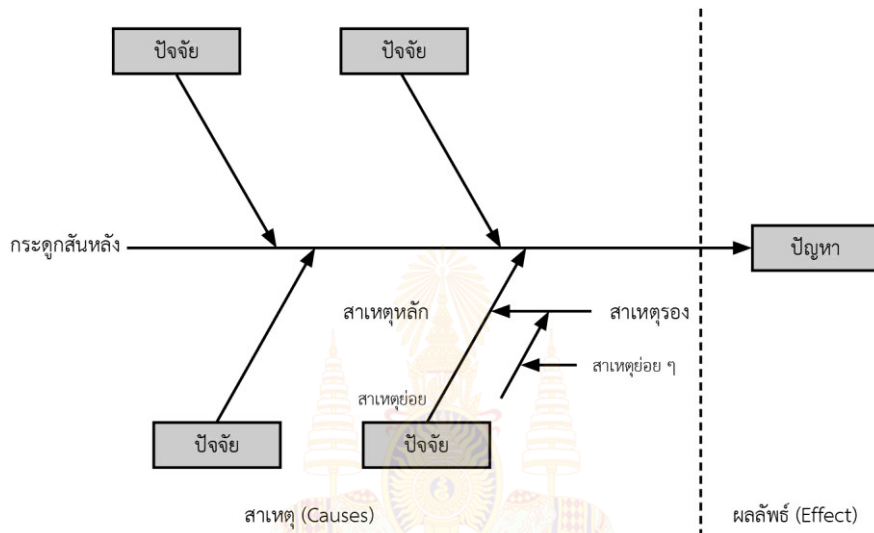 ปัจจัย
ปัจจัย
กระดูกสันหลัง
ปัญหา
สาเหตุหลัก
สาเหตุรอง
สาเหตุย่อย ๆ
สาเหตุย่อย
ปัจจัย
ปัจจัย
สาเหตุ (Causes)
ผลลัพธ์ (Effect)